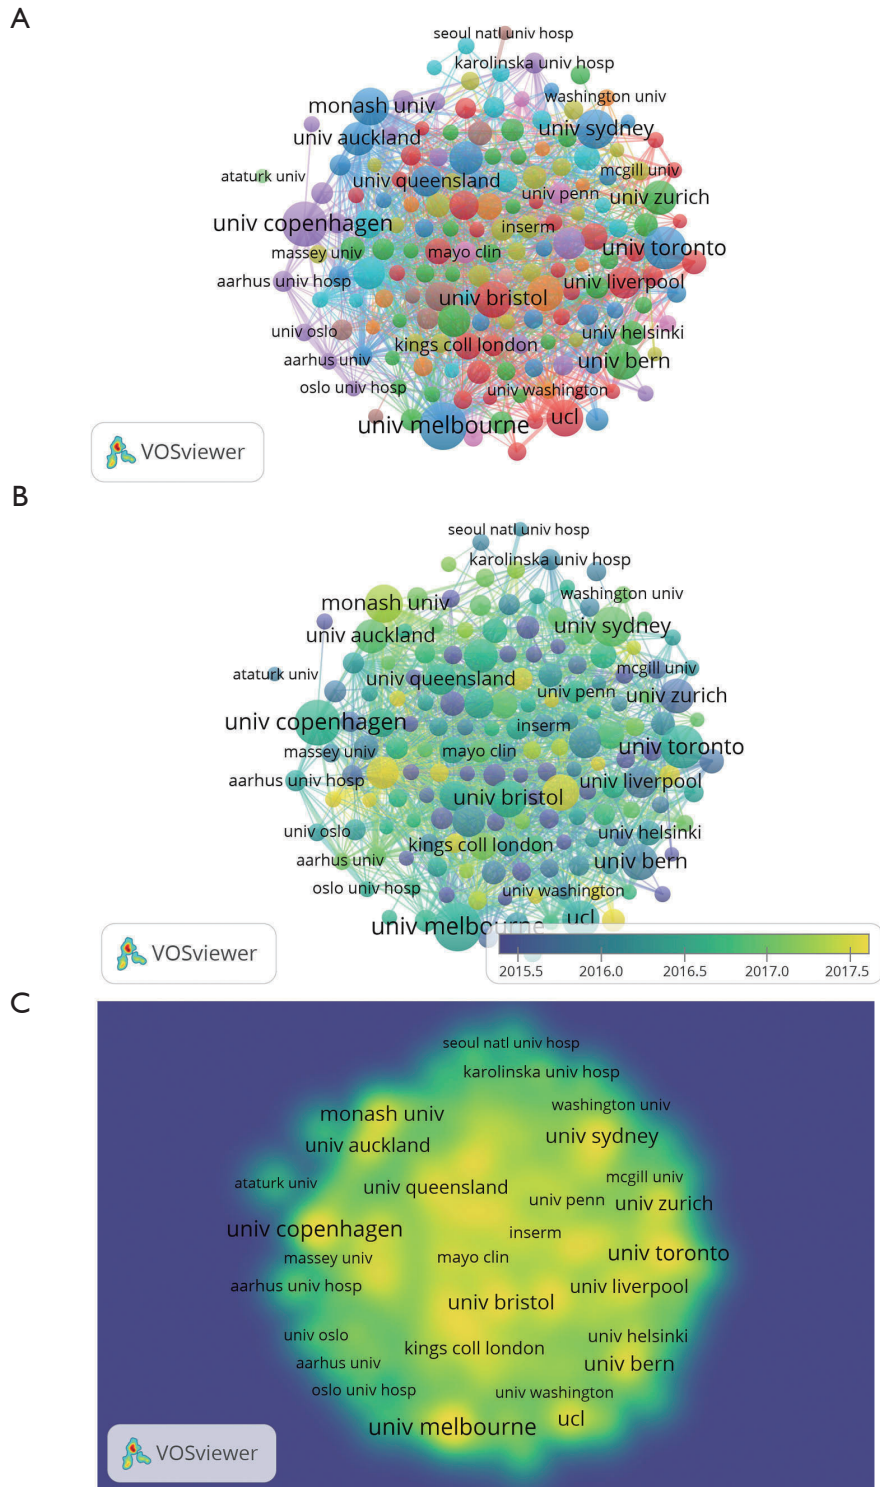 A
seoul natl univ hosp
karolinska univ hosp
washington univ
monash univ
univ sydney
univ auckland
mcgill univ
ataturk univ
univ queensland
univ penn
univ zurich
univ copenhagen
inserm
massey univ
mayo clin
univ toronto
aarhus univ hosp
univ liverpool
univ bristol
univ oslo
univ helsinki
kings coll london
aarhus univ
univ bern
oslo univ hosp
univ washington
univ melbourne
ucl
VOSviewer
B
seoul natl univ hosp
karolinska univ hosp
washington univ
monash univ
univ sydney
univ auckland
mcgill univ
ataturk univ
univ queensland
univ penn
univ zurich
univ copenhagen
inserm
massey univ
mayo clin
univ toronto
aarhus univ hosp
univ liverpool
univ bristol
univ oslo
univ helsinki
kings coll london
aarhus univ
univ bern
oslo univ hosp
univ washington
univ melbourne
ucl
VOSviewer
2015.5 2016.0 2016.5 2017.0 2017.5
C
seoul natl univ hosp
karolinska univ hosp
washington univ
monash univ
univ sydney
univ auckland
mcgill univ
ataturk univ
univ queensland
univ penn
univ zurich
univ copenhagen
inserm
massey univ
mayo clin
univ toronto
aarhus univ hosp
univ liverpool
univ bristol
univ oslo
univ helsinki
kings coll london
aarhus univ
univ bern
oslo univ hosp
univ washington
univ melbourne
ucl
VOSviewer